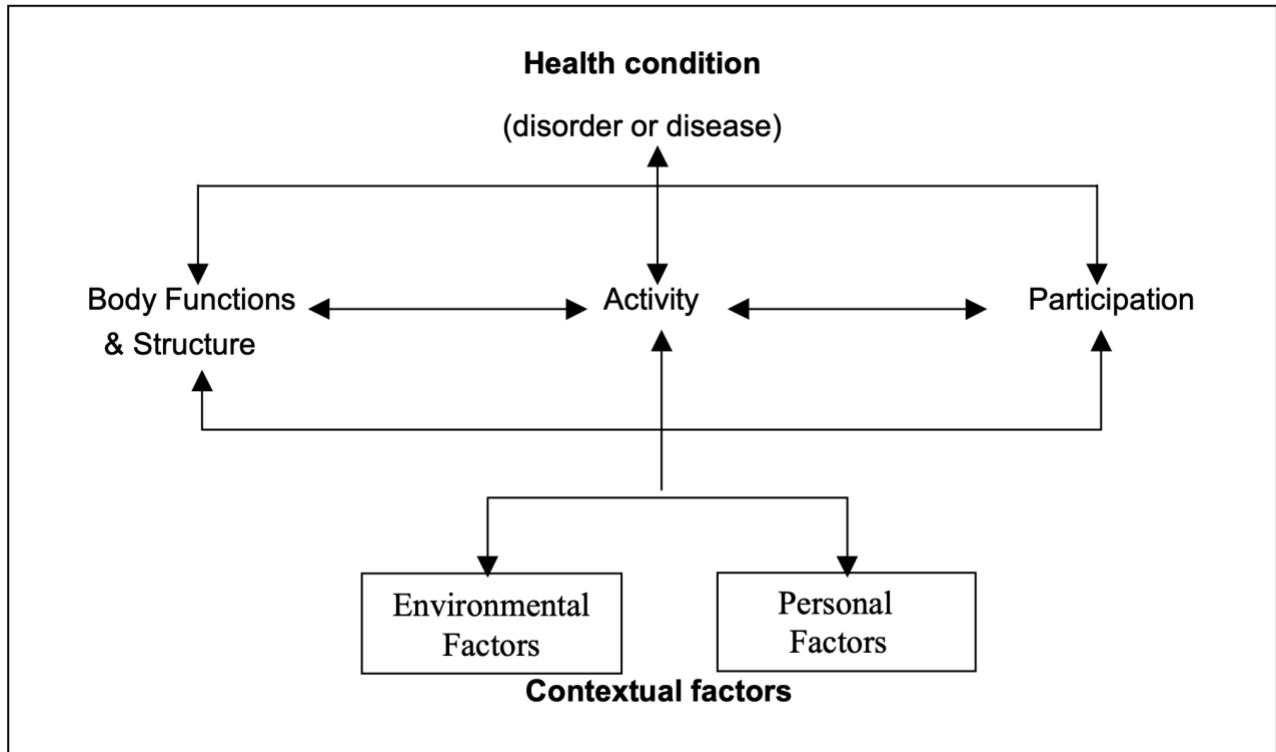 Health condition
(disorder or disease)
Body Functions
& Structure
Activity
Participation
Environmental
Factors
Personal
Factors
Contextual factors